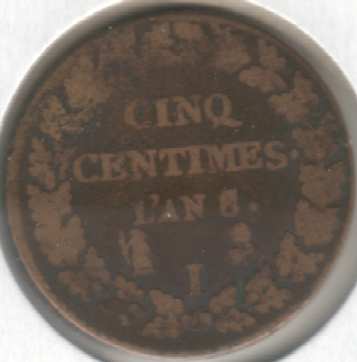 CINQ
CENTIMES.
L'AN 8.
I